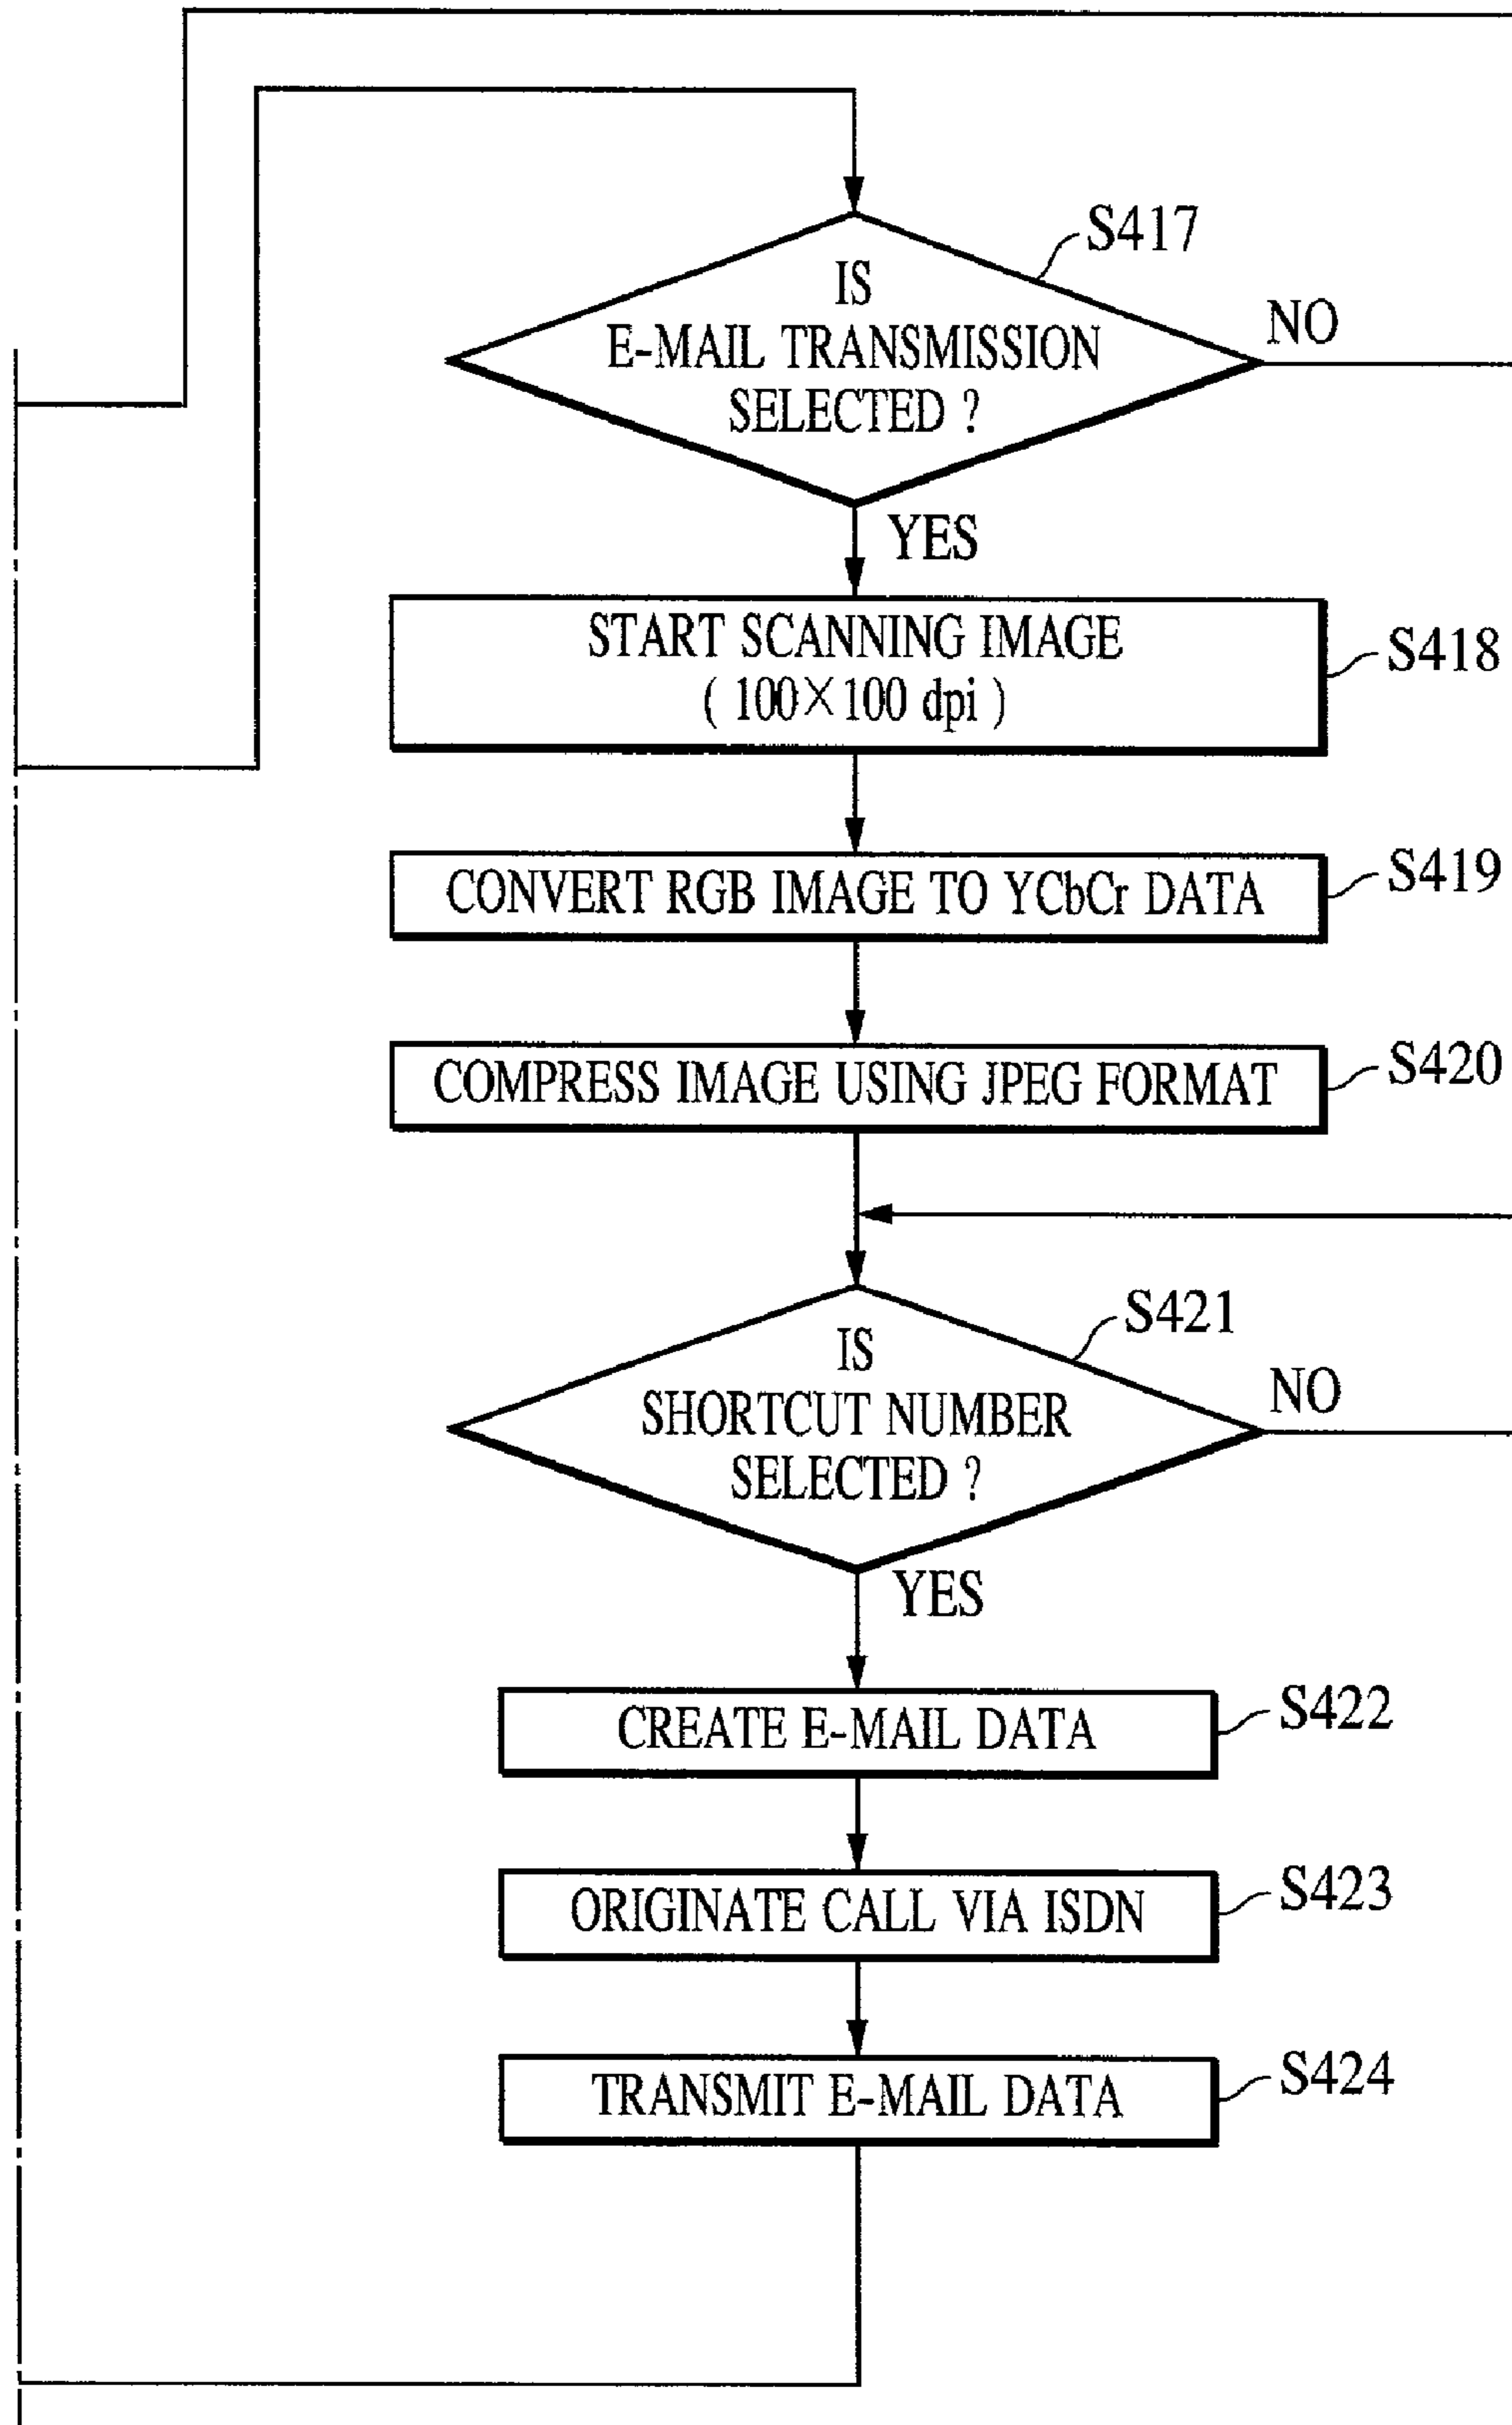 S417
IS
E-MAIL TRANSMISSION
SELECTED ?
NO
YES
START SCANNING IMAGE
( 100×100 dpi )
S418
CONVERT RGB IMAGE TO YCbCr DATA
S419
COMPRESS IMAGE USING JPEG FORMAT
S420
S421
IS
SHORTCUT NUMBER
SELECTED ?
NO
YES
CREATE E-MAIL DATA
S422
ORIGINATE CALL VIA ISDN
S423
TRANSMIT E-MAIL DATA
S424